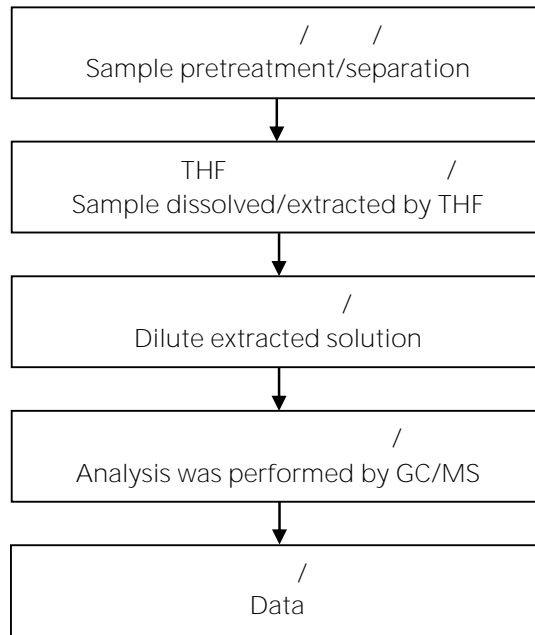 / /
Sample pretreatment/separation
THF /
Sample dissolved/extracted by THF
/
Dilute extracted solution
/
Analysis was performed by GC/MS
/
Data